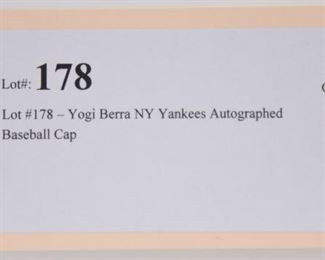 Lot#: 178
Lot #178 – Yogi Berra NY Yankees Autographed
Baseball Cap